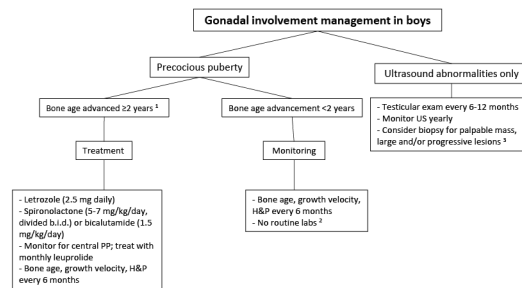 Gonadal involvement management in boys
Precocious puberty
Ultrasound abnormalities only
Bone age advanced ≥2 years ¹
Bone age advancement <2 years
- Testicular exam every 6-12 months
- Monitor US yearly
- Consider biopsy for palpable mass,
large and/or progressive lesions ³
Treatment
Monitoring
- Letrozole (2.5 mg daily)
- Spironolactone (5-7 mg/kg/day,
divided b.i.d.) or bicalutamide (1.5
mg/kg/day)
- Monitor for central PP; treat with
monthly leuprolide
- Bone age, growth velocity, H&P
every 6 months
- Bone age, growth velocity,
H&P every 6 months
- No routine labs ²